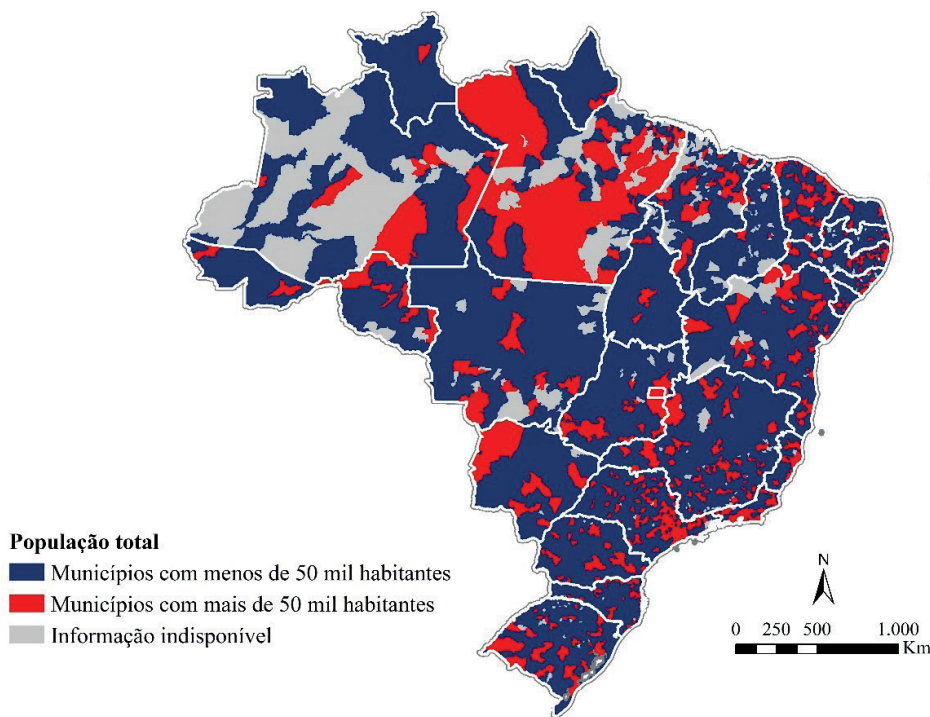 População total
Municípios com menos de 50 mil habitantes
Municípios com mais de 50 mil habitantes
Informação indisponível
N
0 250 500 1.000
Km